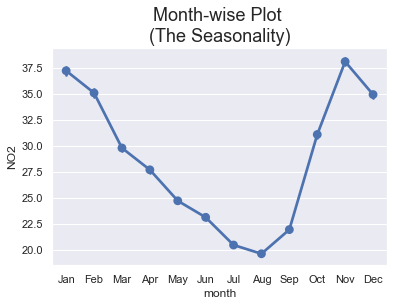 Month-wise Plot
(The Seasonality)
37.5
35.0
32.5
30.0
27.5
25.0
22.5
20.0
NO2
Jan Feb Mar Apr May Jun Jul Aug Sep Oct Nov Dec
month